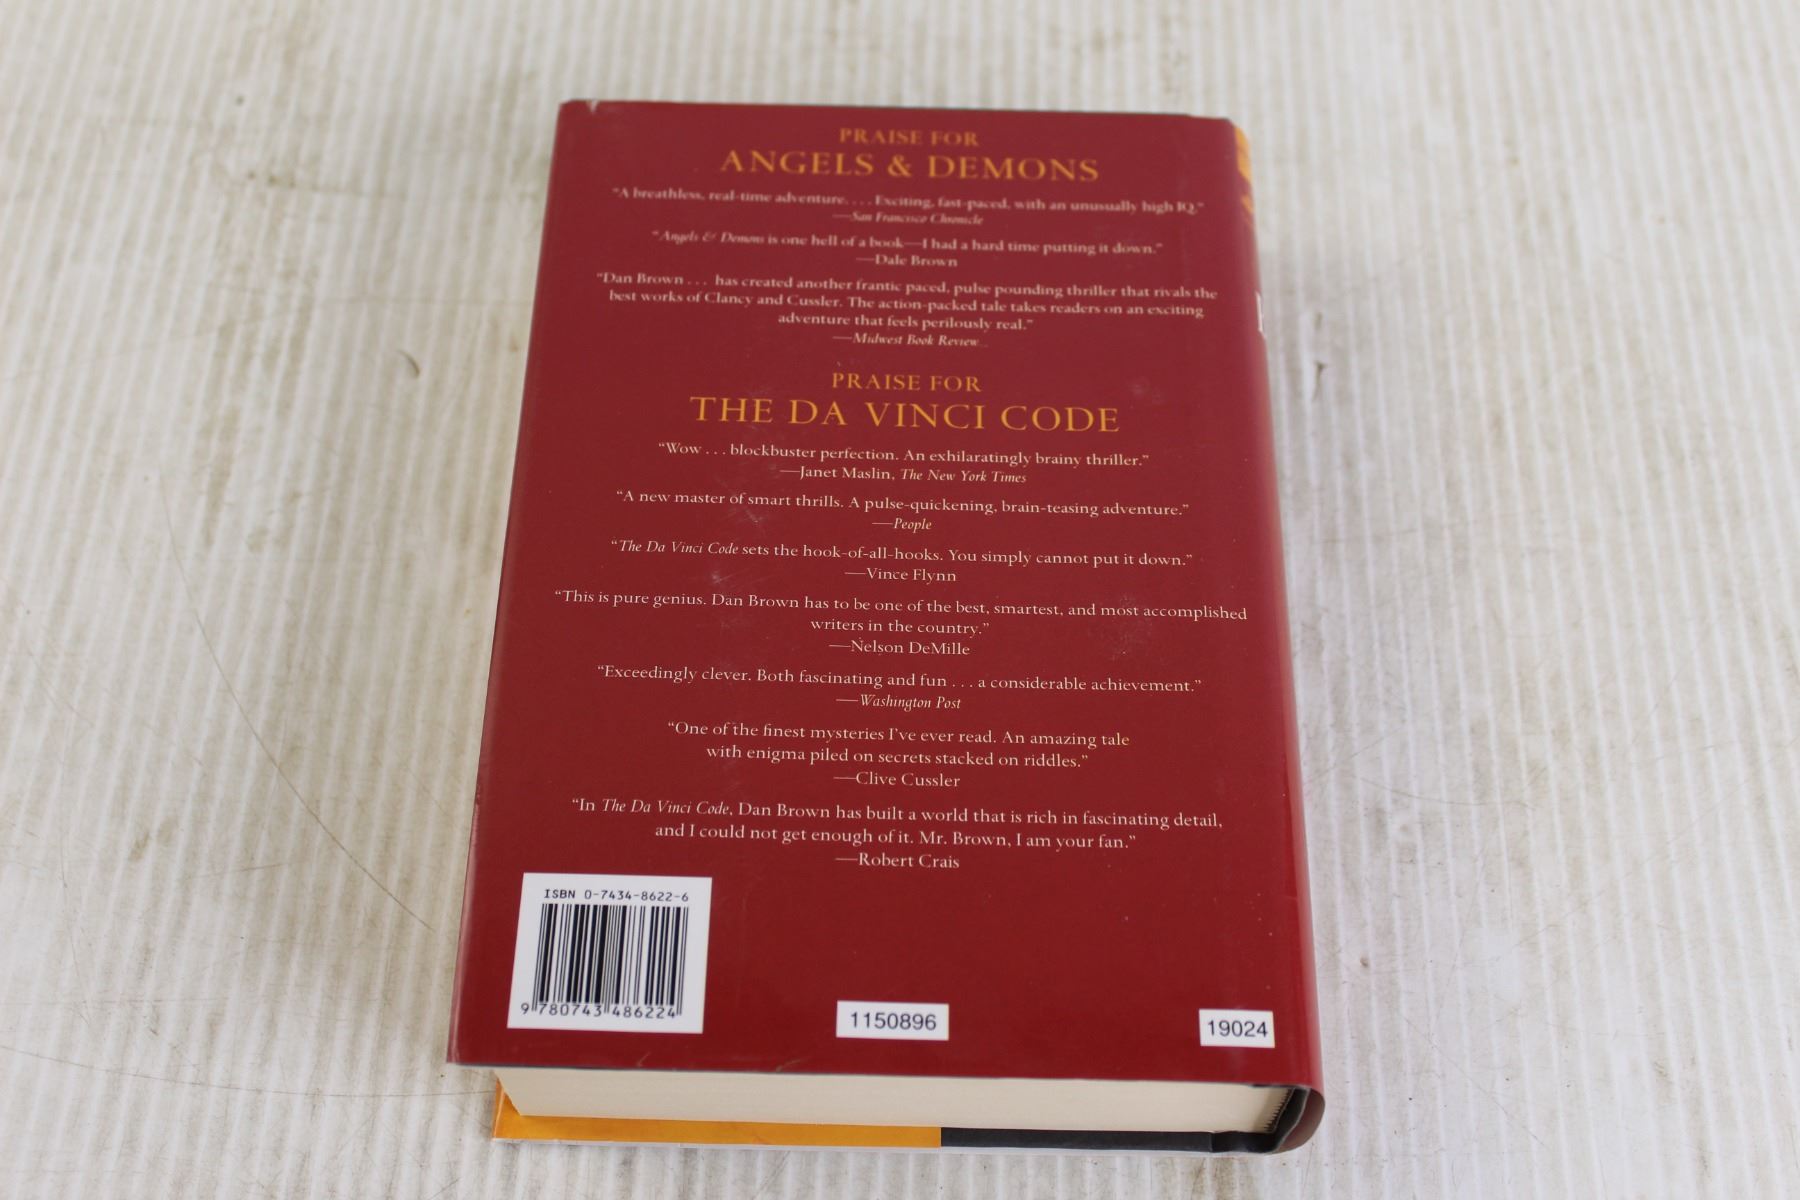 PRAISE FOR
ANGELS & DEMONS
“A breathless, real-time adventure. . . . Exciting, fast-paced, with an unusually high IQ.”
—San Francisco Chronicle
“Angels & Demons is one hell of a book—I had a hard time putting it down.”
—Dale Brown
“Dan Brown . . . has created another frantic paced, pulse pounding thriller that rivals the
best works of Clancy and Cussler. The action-packed tale takes readers on an exciting
adventure that feels perilously real.”
—Midwest Book Review
PRAISE FOR
THE DA VINCI CODE
“Wow . . . blockbuster perfection. An exhilaratingly brainy thriller.”
—Janet Maslin, The New York Times
“A new master of smart thrills. A pulse-quickening, brain-teasing adventure.”
—People
“The Da Vinci Code sets the hook-of-all-hooks. You simply cannot put it down.”
—Vince Flynn
“This is pure genius. Dan Brown has to be one of the best, smartest, and most accomplished
writers in the country.”
—Nelson DeMille
“Exceedingly clever. Both fascinating and fun . . . a considerable achievement.”
—Washington Post
“One of the finest mysteries I’ve ever read. An amazing tale
with enigma piled on secrets stacked on riddles.”
—Clive Cussler
“In The Da Vinci Code, Dan Brown has built a world that is rich in fascinating detail,
and I could not get enough of it. Mr. Brown, I am your fan.”
—Robert Crais
ISBN 0-7434-8622-6
9 780743 486224
1150896
19024